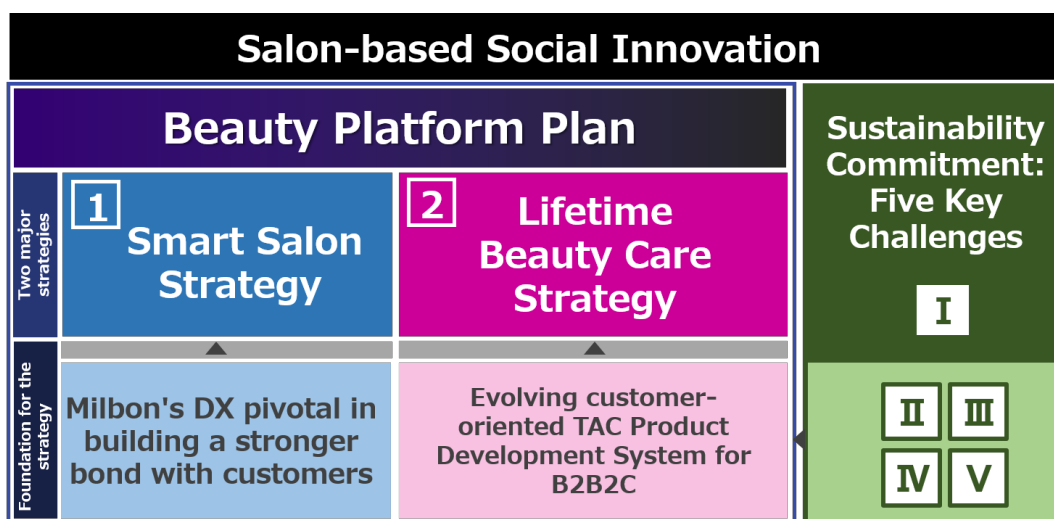 Salon-based Social Innovation
Beauty Platform Plan
Two major
strategies
1
Smart Salon
Strategy
2
Lifetime
Beauty Care
Strategy
Foundation for the
strategy
Milbon's DX pivotal in
building a stronger
bond with customers
Evolving customer-
oriented TAC Product
Development System for
B2B2C
Sustainability
Commitment:
Five Key
Challenges
I
II III
IV V